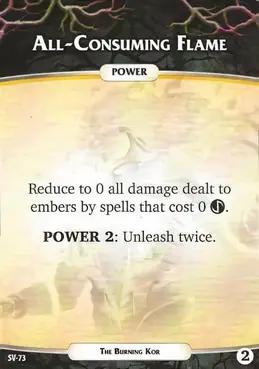 All-Consuming Flame
POWER
Reduce to 0 all damage dealt to
embers by spells that cost 0 .
POWER 2: Unleash twice.
The Burning Kor
SV-73
2